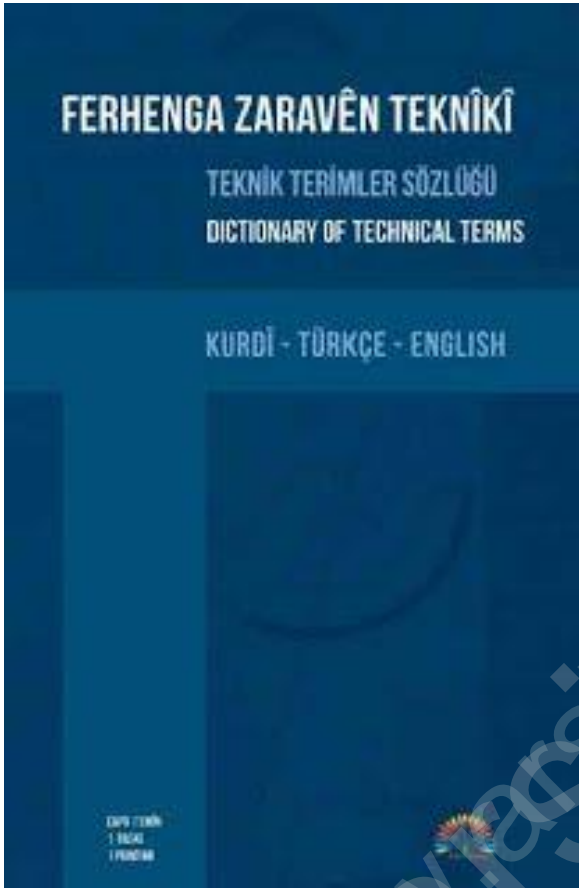 FERHENGA ZARAVÊN TEKNÎKÎ
TEKNİK TERİMLER SÖZLÜĞÜ
DICTIONARY OF TECHNICAL TERMS
KURDÎ - TÜRKÇE - ENGLISH